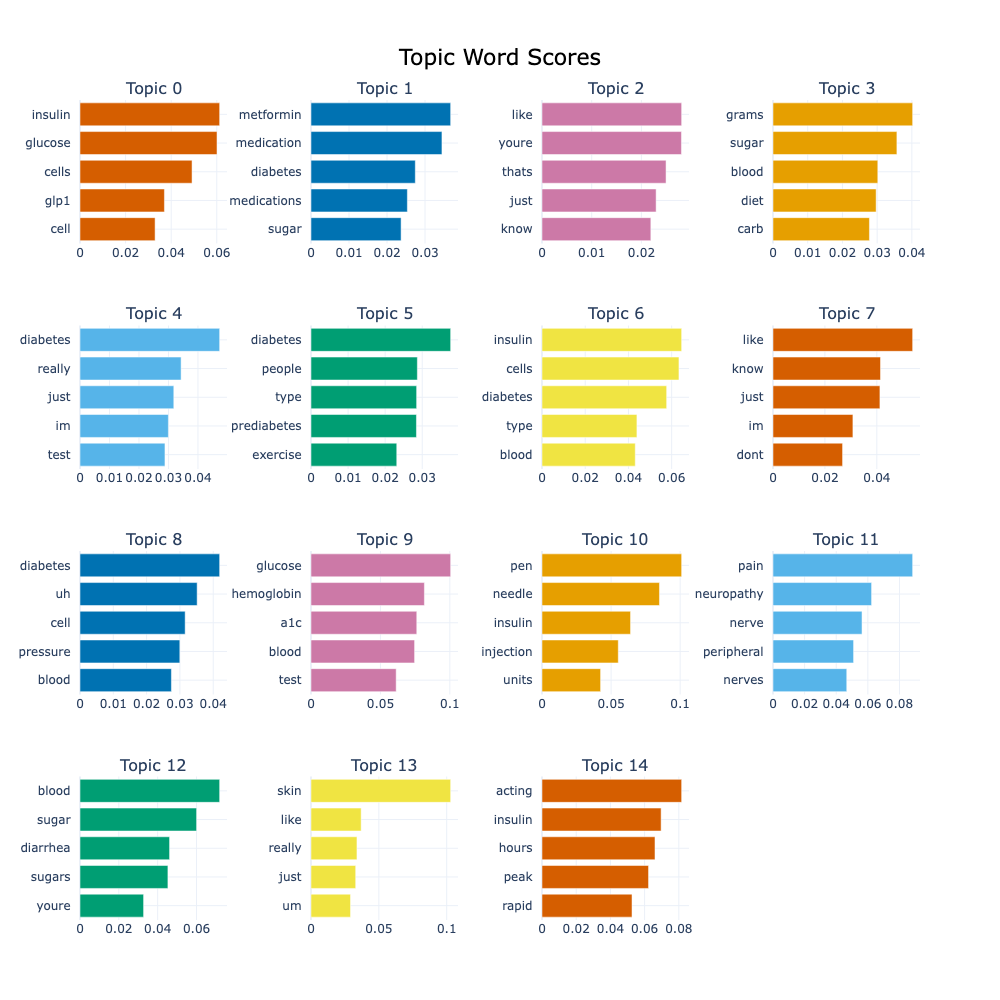 Topic Word Scores
Topic 0
insulin
glucose
cells
glp1
cell
0 0.02 0.04 0.06
Topic 1
metformin
medication
diabetes
medications
sugar
0 0.01 0.02 0.03
Topic 2
like
youre
thats
just
know
0 0.01 0.02
Topic 3
grams
sugar
blood
diet
carb
0 0.01 0.02 0.03 0.04
Topic 4
diabetes
really
just
im
test
0 0.01 0.02 0.03 0.04
Topic 5
diabetes
people
type
prediabetes
exercise
0 0.01 0.02 0.03
Topic 6
insulin
cells
diabetes
type
blood
0 0.02 0.04 0.06
Topic 7
like
know
just
im
dont
0 0.02 0.04
Topic 8
diabetes
uh
cell
pressure
blood
0 0.01 0.02 0.03 0.04
Topic 9
glucose
hemoglobin
a1c
blood
test
0 0.05 0.1
Topic 10
pen
needle
insulin
injection
units
0 0.05 0.1
Topic 11
pain
neuropathy
nerve
peripheral
nerves
0 0.02 0.04 0.06 0.08
Topic 12
blood
sugar
diarrhea
sugars
youre
0 0.02 0.04 0.06
Topic 13
skin
like
really
just
um
0 0.05 0.1
Topic 14
acting
insulin
hours
peak
rapid
0 0.02 0.04 0.06 0.08